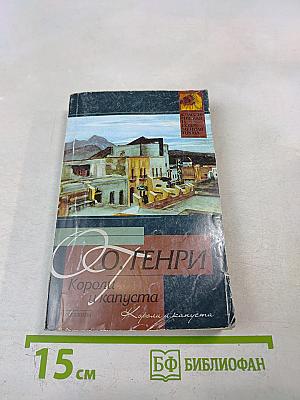 О. ГЕНРИ
Короли
и капуста
Короли и капуста
15 см
БФ БИБЛИОФАН